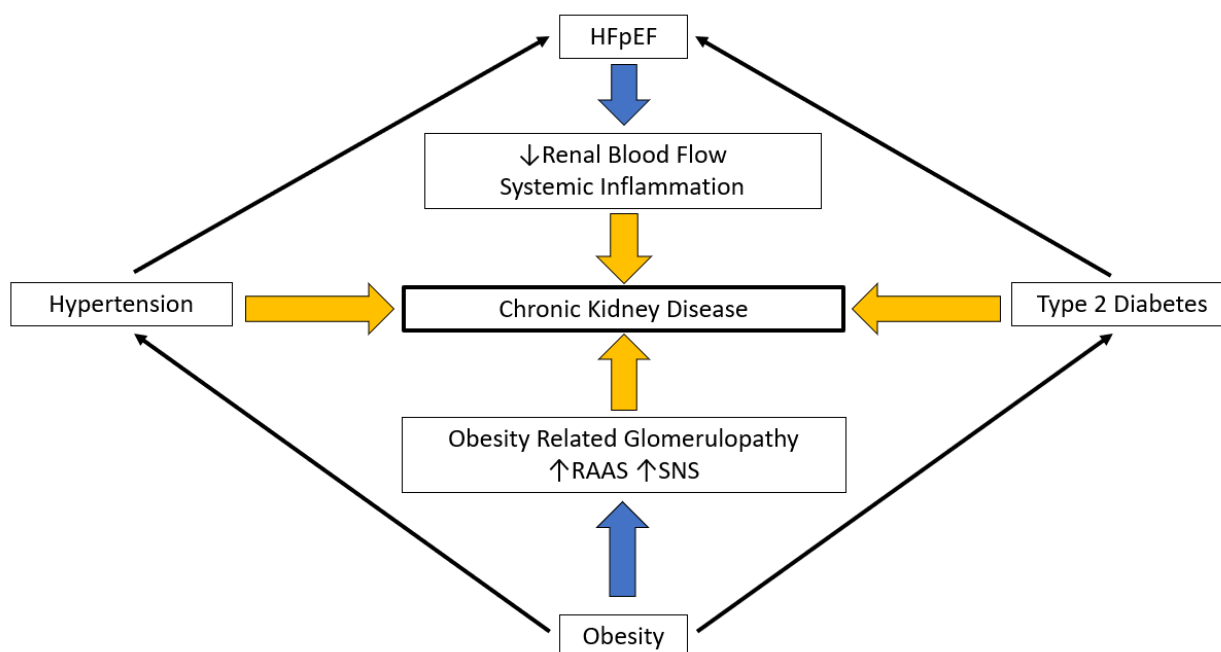 HFpEF
↓Renal Blood Flow
Systemic Inflammation
Hypertension
Chronic Kidney Disease
Type 2 Diabetes
Obesity Related Glomerulopathy
↑RAAS ↑SNS
Obesity